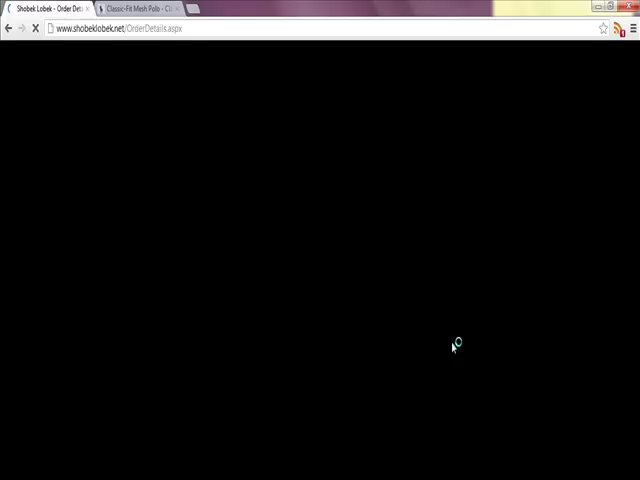 Shobek Lobek - Order Det
Classic-Fit Mesh Polo - Cl
www.shobeklobek.net/OrderDetails.aspx